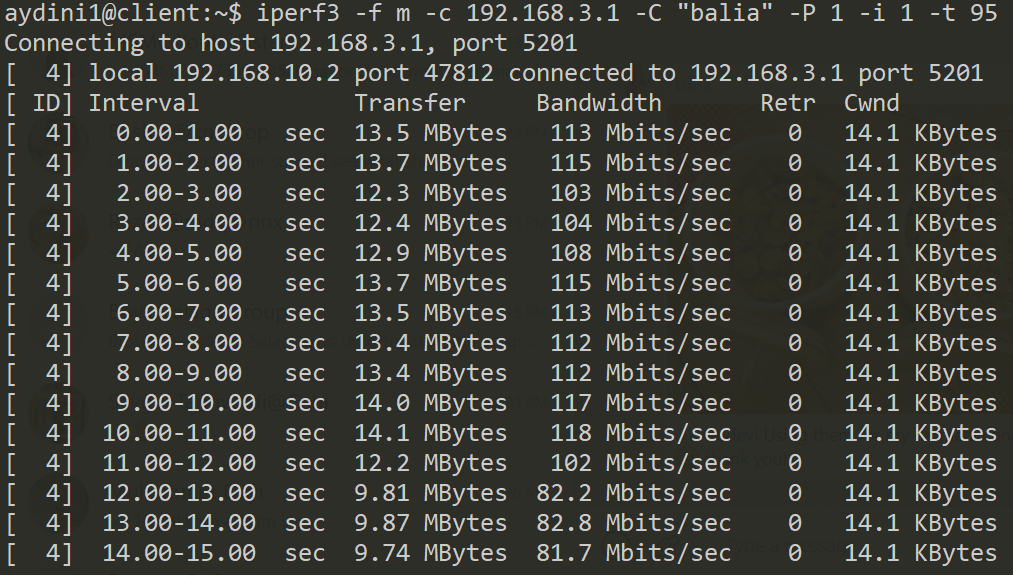 aydini1@client:~$ iperf3 -f m -c 192.168.3.1 -C "balia" -P 1 -i 1 -t 95
Connecting to host 192.168.3.1, port 5201
[  4] local 192.168.10.2 port 47812 connected to 192.168.3.1 port 5201
[ ID] Interval           Transfer     Bandwidth       Retr  Cwnd
[  4]   0.00-1.00   sec  13.5 MBytes   113 Mbits/sec    0   14.1 KBytes
[  4]   1.00-2.00   sec  13.7 MBytes   115 Mbits/sec    0   14.1 KBytes
[  4]   2.00-3.00   sec  12.3 MBytes   103 Mbits/sec    0   14.1 KBytes
[  4]   3.00-4.00   sec  12.4 MBytes   104 Mbits/sec    0   14.1 KBytes
[  4]   4.00-5.00   sec  12.9 MBytes   108 Mbits/sec    0   14.1 KBytes
[  4]   5.00-6.00   sec  13.7 MBytes   115 Mbits/sec    0   14.1 KBytes
[  4]   6.00-7.00   sec  13.5 MBytes   113 Mbits/sec    0   14.1 KBytes
[  4]   7.00-8.00   sec  13.4 MBytes   112 Mbits/sec    0   14.1 KBytes
[  4]   8.00-9.00   sec  13.4 MBytes   112 Mbits/sec    0   14.1 KBytes
[  4]   9.00-10.00  sec  14.0 MBytes   117 Mbits/sec    0   14.1 KBytes
[  4]  10.00-11.00  sec  14.1 MBytes   118 Mbits/sec    0   14.1 KBytes
[  4]  11.00-12.00  sec  12.2 MBytes   102 Mbits/sec    0   14.1 KBytes
[  4]  12.00-13.00  sec  9.81 MBytes  82.2 Mbits/sec    0   14.1 KBytes
[  4]  13.00-14.00  sec  9.87 MBytes  82.8 Mbits/sec    0   14.1 KBytes
[  4]  14.00-15.00  sec  9.74 MBytes  81.7 Mbits/sec    0   14.1 KBytes